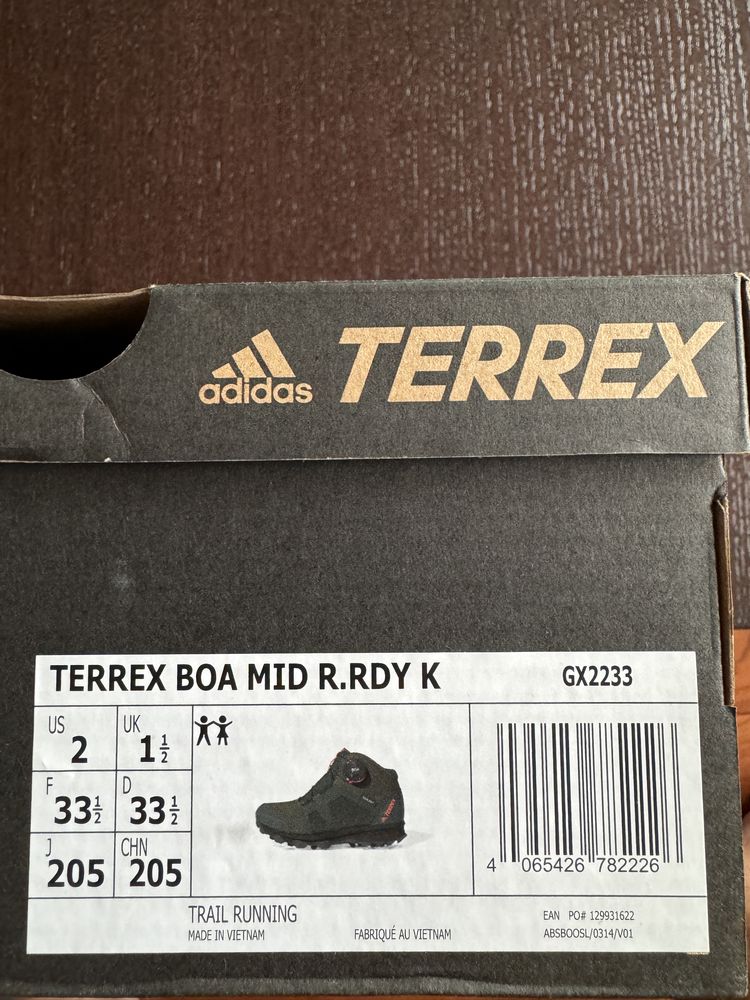 adidas TERREX
TERREX BOA MID R.RDY K GX2233
US 2 UK 1 1/2
F 33 1/2 D 33 1/2
J 205 CHN 205
BOA
TERREX
4 065426 782226
TRAIL RUNNING
MADE IN VIETNAM FABRIQUÉ AU VIETNAM
EAN PO# 129931622
ABSBOOSL/0314/V01